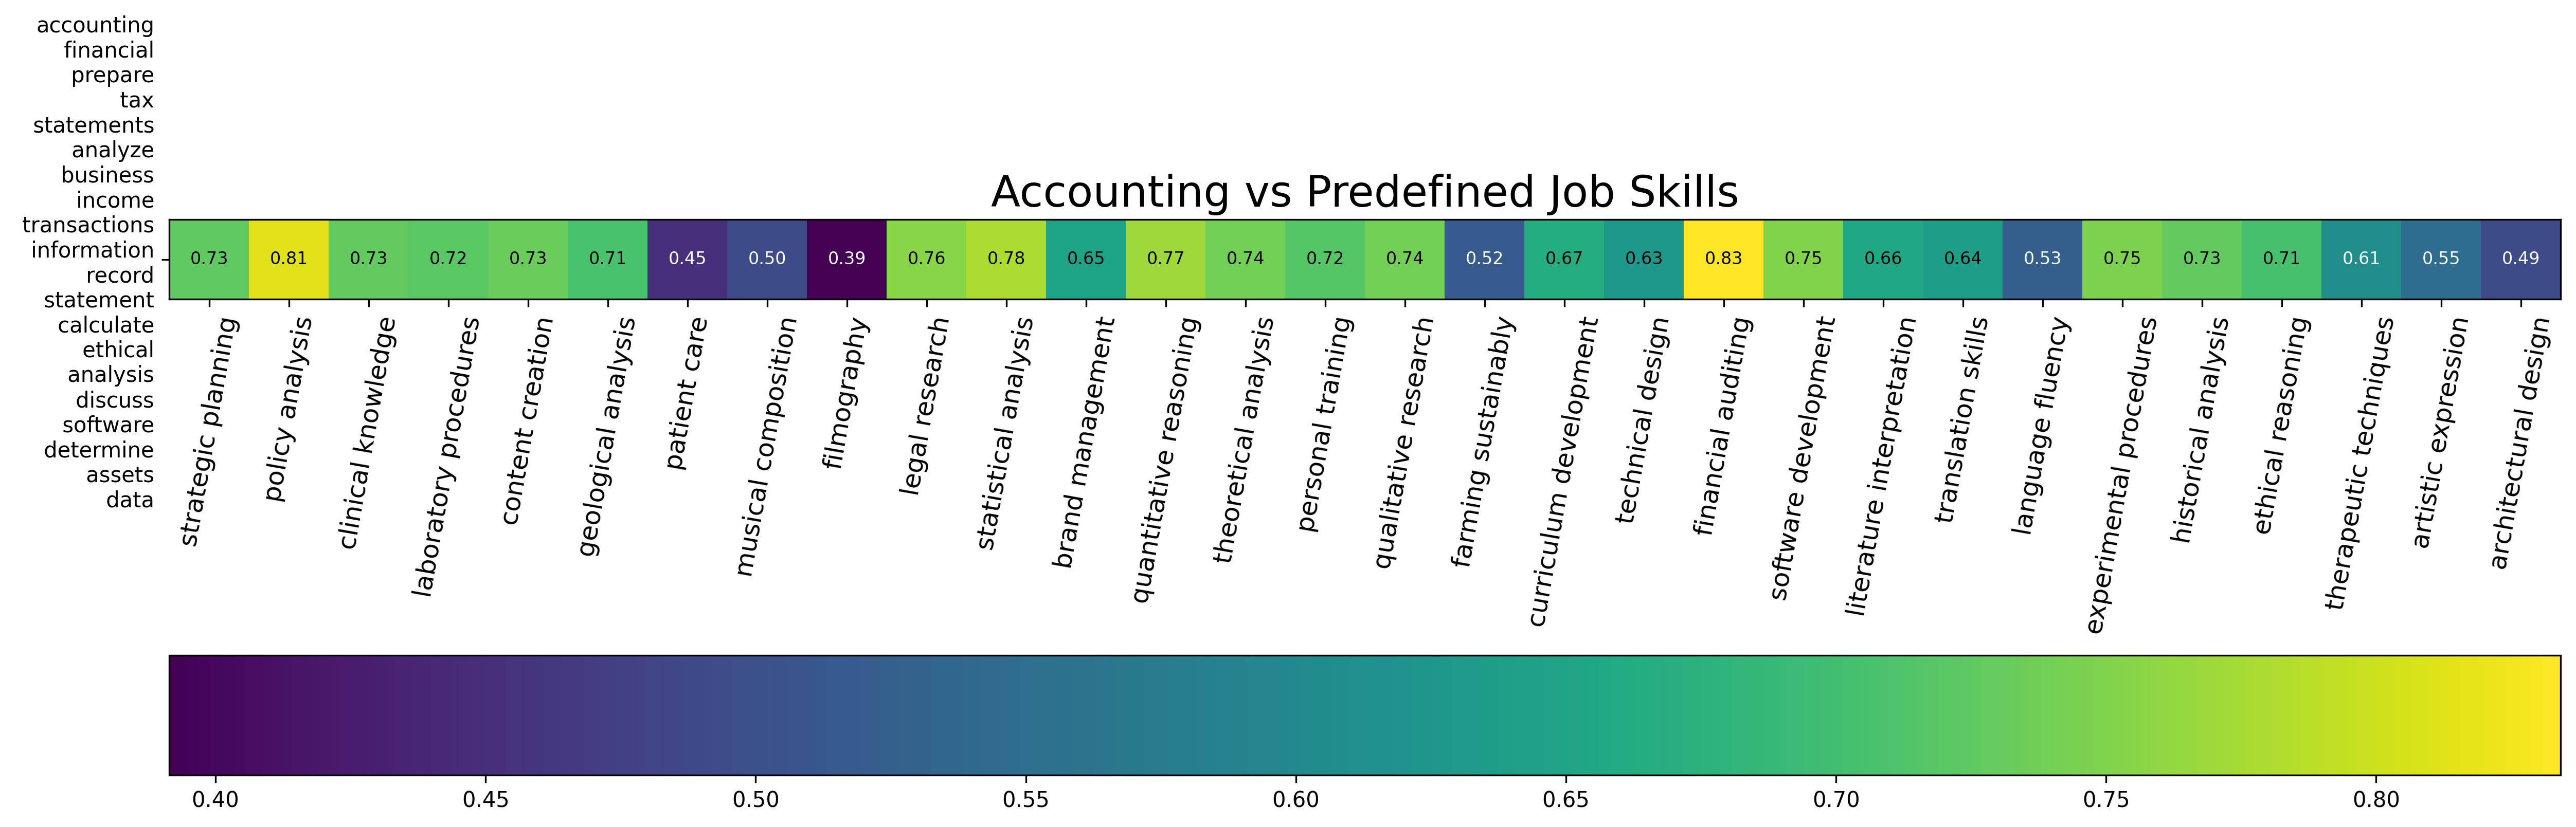 accounting
financial
prepare
tax
statements
analyze
business
income
transactions
information
record
statement
calculate
ethical
analysis
discuss
software
determine
assets
data
Accounting vs Predefined Job Skills
0.73 0.81 0.73 0.72 0.73 0.71 0.45 0.50 0.39 0.76 0.78 0.65 0.77 0.74 0.72 0.74 0.52 0.67 0.63 0.83 0.75 0.66 0.64 0.53 0.75 0.73 0.71 0.61 0.55 0.49
strategic planning
policy analysis
clinical knowledge
laboratory procedures
content creation
geological analysis
patient care
musical composition
filmography
legal research
statistical analysis
brand management
quantitative reasoning
theoretical analysis
personal training
qualitative research
farming sustainably
curriculum development
technical design
financial auditing
software development
literature interpretation
translation skills
language fluency
experimental procedures
historical analysis
ethical reasoning
therapeutic techniques
artistic expression
architectural design
0.40 0.45 0.50 0.55 0.60 0.65 0.70 0.75 0.80